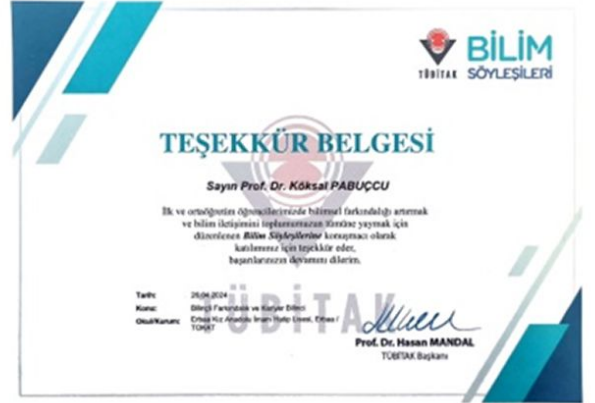 TÜBİTAK
BİLİM
SÖYLEŞİLERİ
TEŞEKKÜR BELGESİ
Sayın Prof. Dr. Köksal PABUÇCU
İlk ve ortaöğretim öğrencilerimizde bilimsel farkındalığı artırmak
ve bilim iletişimini toplumumuzun tümüne yaymak için
düzenlenen Bilim Söyleşilerine konuşmacı olarak
katılımınız için teşekkür eder,
başarılarınızın devamını dilerim.
TÜBİTAK
Tarih: 26.04.2024
Konu: Bilinçli Farkındalık ve Kariyer Bilinci
Okul/Kurum: Erbaa Kız Anadolu İmam Hatip Lisesi, Erbaa /
TOKAT
Prof. Dr. Hasan MANDAL
TÜBİTAK Başkanı